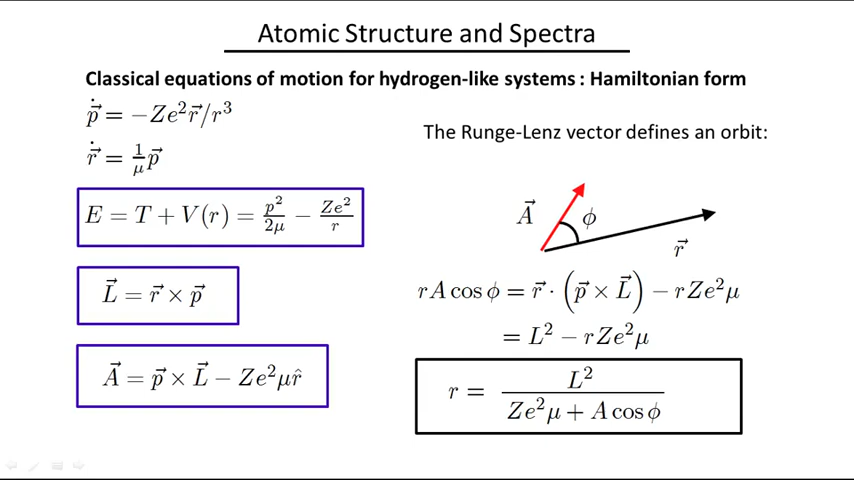 Atomic Structure and Spectra
Classical equations of motion for hydrogen-like systems : Hamiltonian form
$\dot{\vec{p}} = -Ze^2\vec{r}/r^3$
$\dot{\vec{r}} = \frac{1}{\mu}\vec{p}$
$E = T + V(r) = \frac{p^2}{2\mu} - \frac{Ze^2}{r}$
$\vec{L} = \vec{r} \times \vec{p}$
$\vec{A} = \vec{p} \times \vec{L} - Ze^2\mu\hat{r}$
The Runge-Lenz vector defines an orbit:
$\vec{A}$
$\phi$
$\vec{r}$
$rA\cos\phi = \vec{r} \cdot \left(\vec{p} \times \vec{L}\right) - rZe^2\mu$
$= L^2 - rZe^2\mu$
$r = \frac{L^2}{Ze^2\mu + A\cos\phi}$